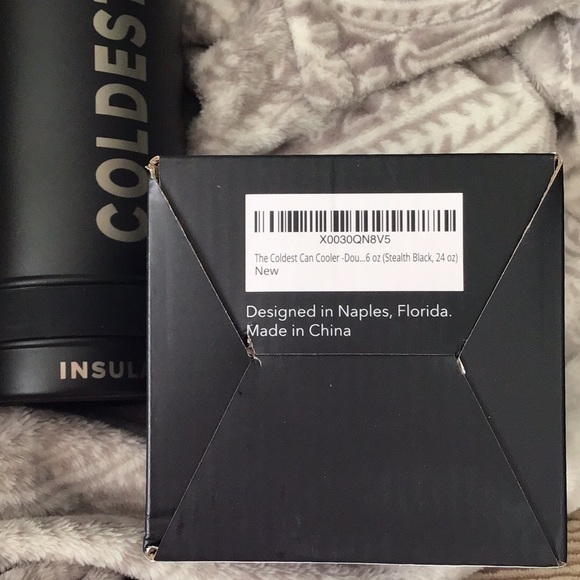 COLDEST
INSULA
X0030QN8V5
The Coldest Can Cooler -Dou...6 oz (Stealth Black, 24 oz)
New
Designed in Naples, Florida.
Made in China